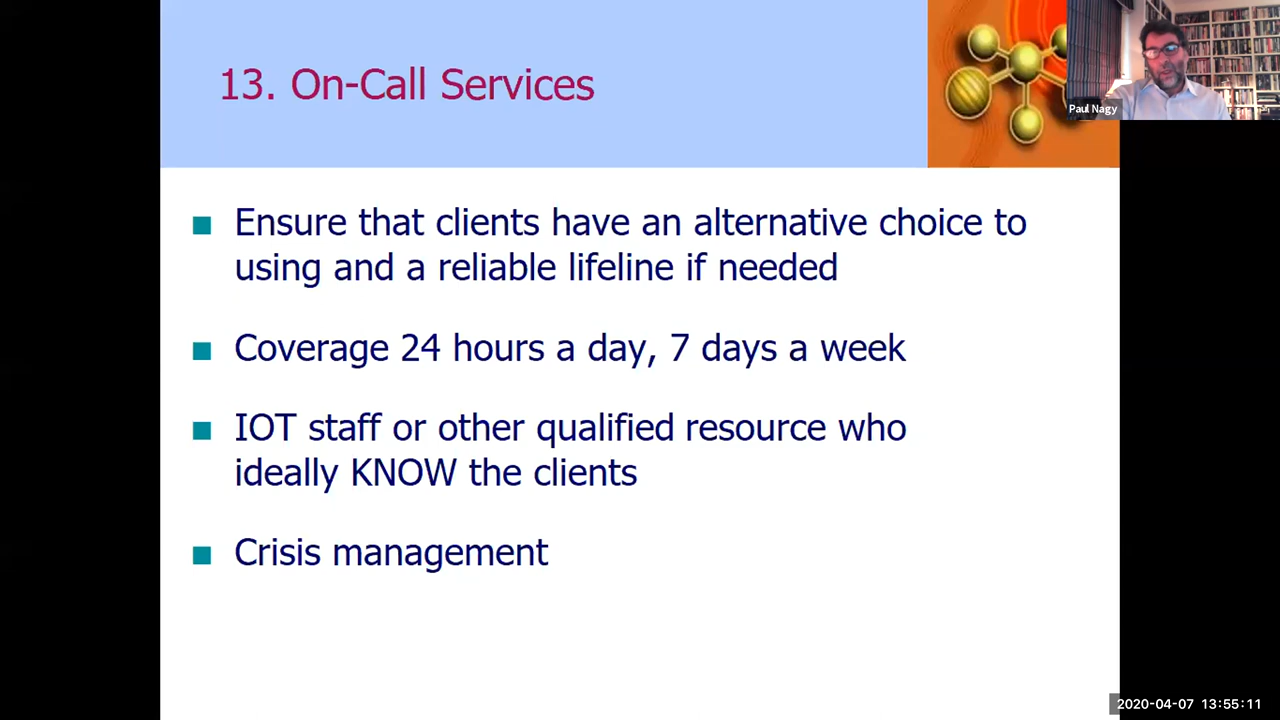 13. On-Call Services
Paul Nagy
Ensure that clients have an alternative choice to
using and a reliable lifeline if needed
Coverage 24 hours a day, 7 days a week
IOT staff or other qualified resource who
ideally KNOW the clients
Crisis management
2020-04-07 13:55:11